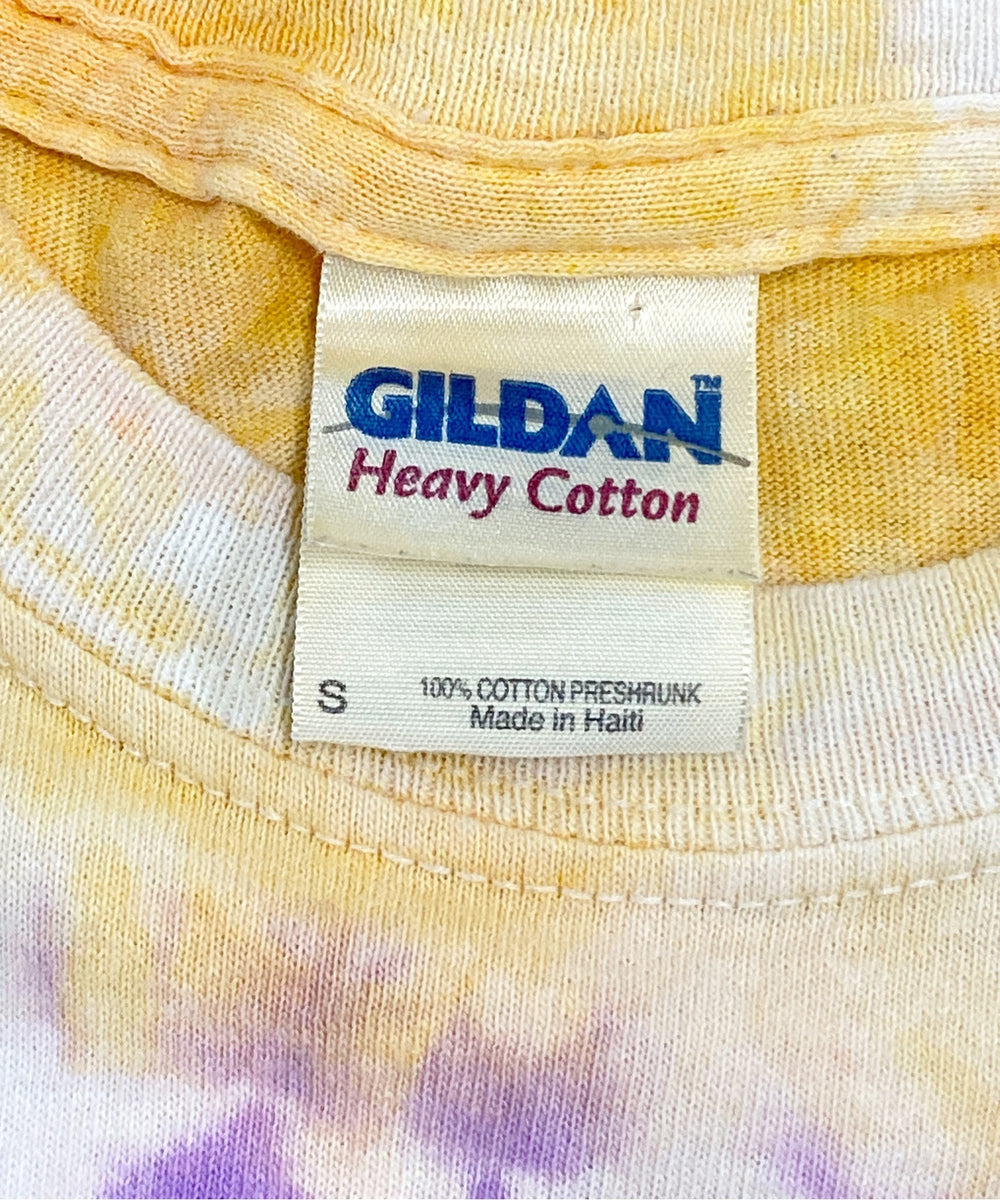 GILDAN™
Heavy Cotton
S 100% COTTON PRESHRUNK
Made in Haiti